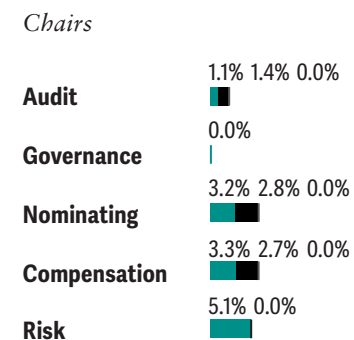 Chairs
1.1% 1.4% 0.0%
Audit
0.0%
Governance
3.2% 2.8% 0.0%
Nominating
3.3% 2.7% 0.0%
Compensation
5.1% 0.0%
Risk